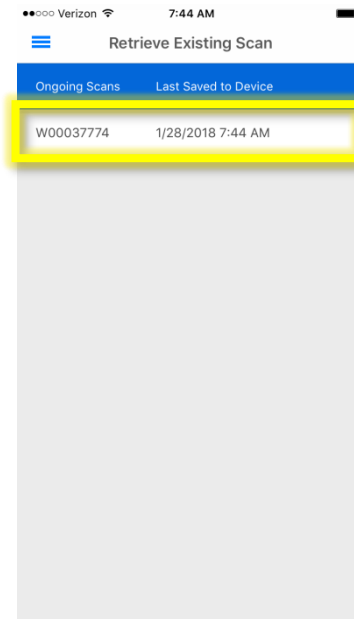 Verizon 7:44 AM
Retrieve Existing Scan
Ongoing Scans Last Saved to Device
W00037774 1/28/2018 7:44 AM